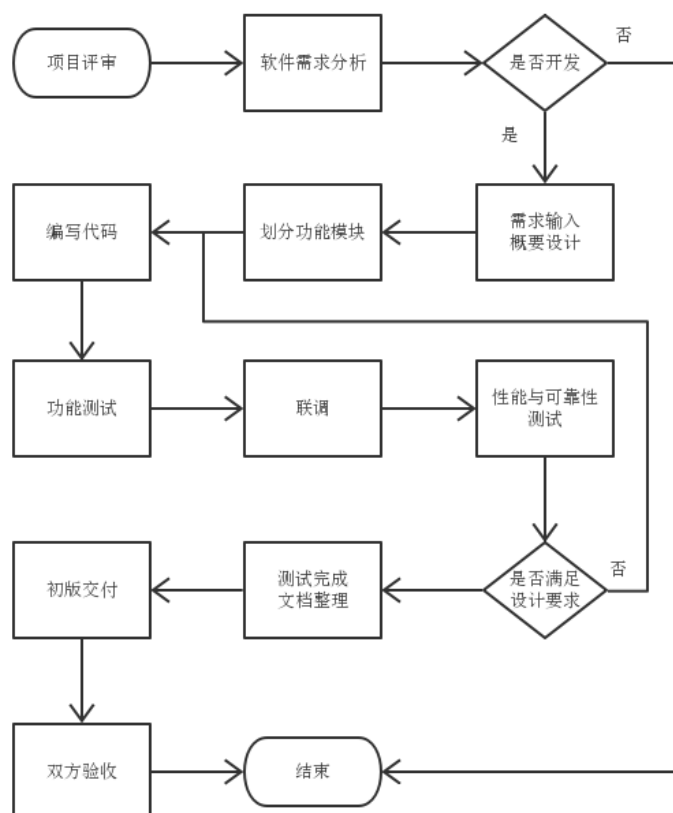 项目评审
软件需求分析
是否开发
否
是
编写代码
划分功能模块
需求输入
概要设计
功能测试
联调
性能与可靠性
测试
初版交付
测试完成
文档整理
是否满足
设计要求
否
双方验收
结束